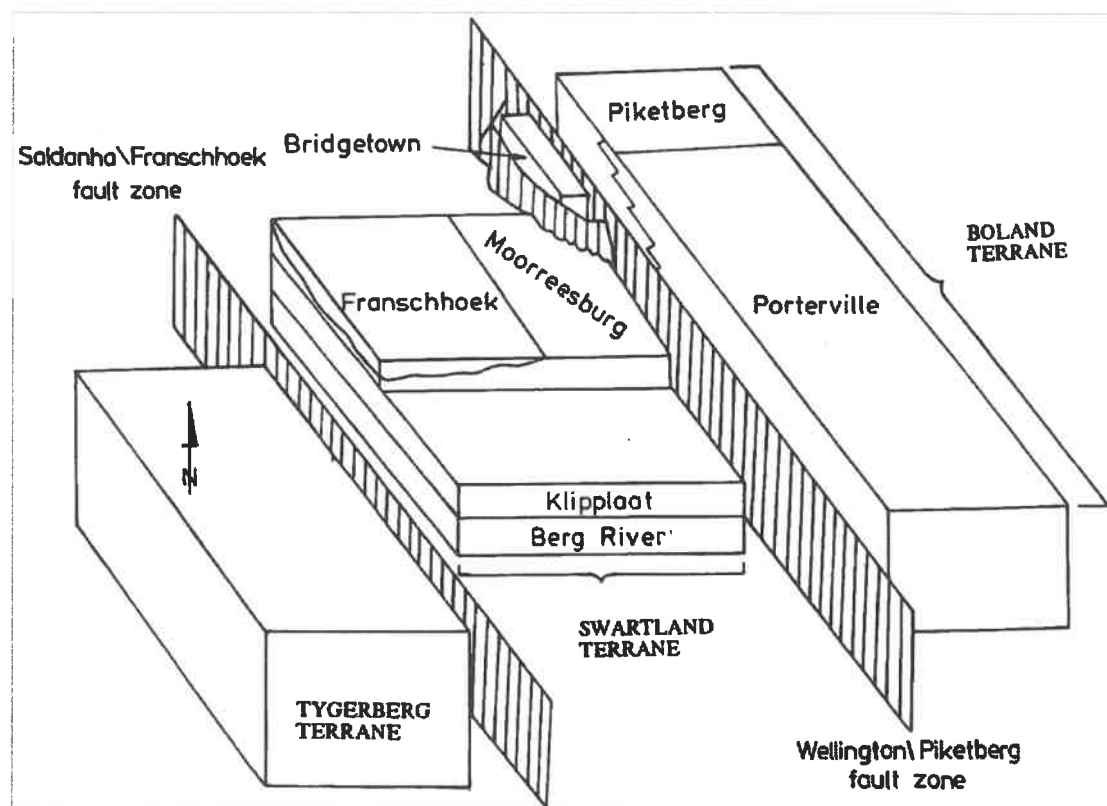 Piketberg
Saldanha\Franschhoek
fault zone
Bridgetown
BOLAND
TERRANE
Moorreesburg
Franschhoek
Porterville
N
Klipplaat
Berg River
SWARTLAND
TERRANE
TYGERBERG
TERRANE
Wellington\Piketberg
fault zone